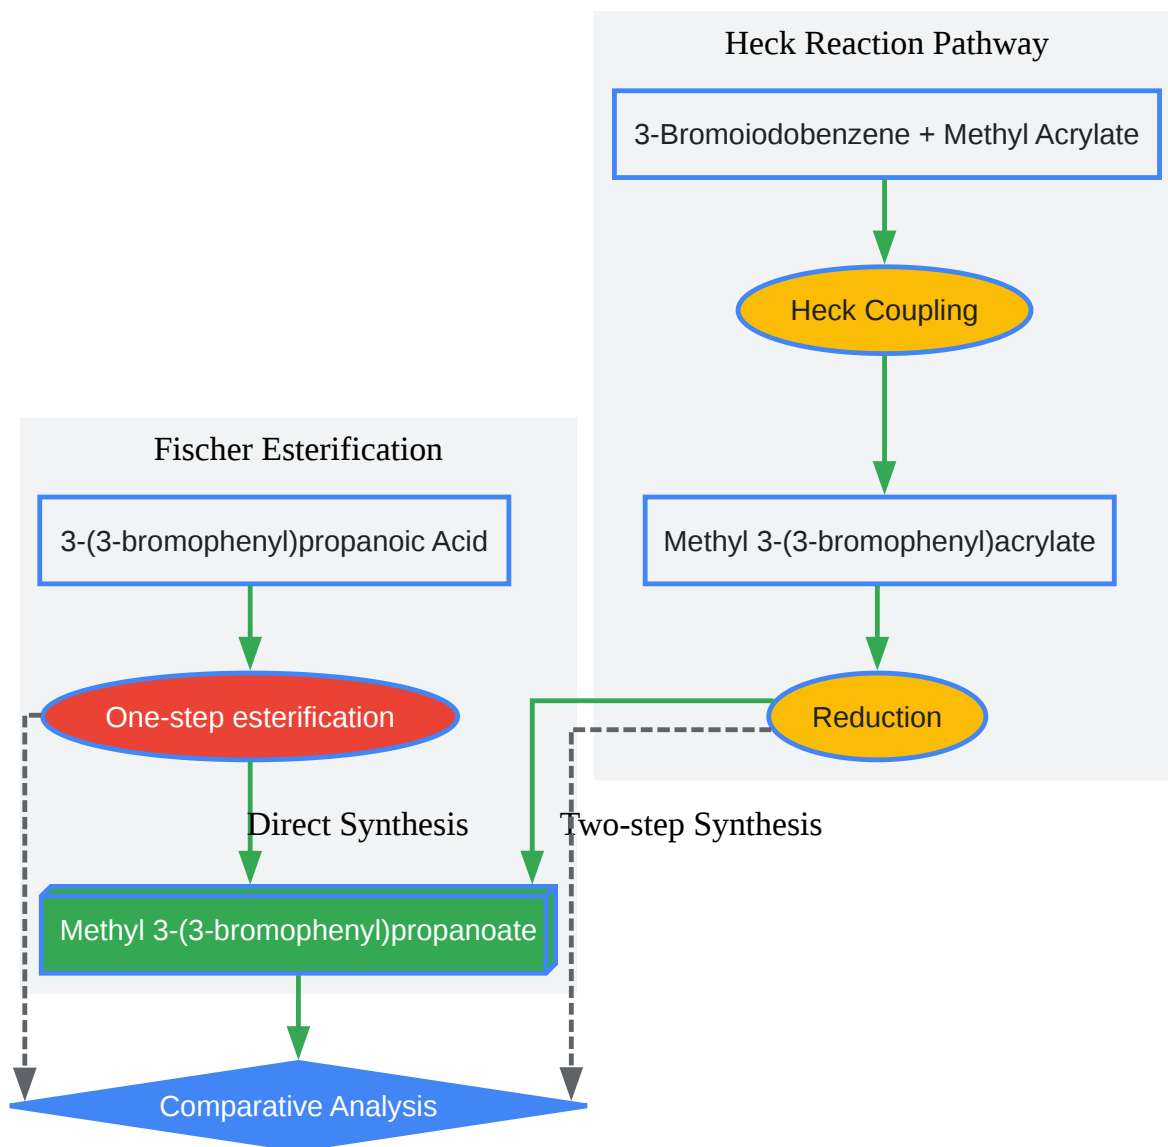 Heck Reaction Pathway
3-Bromoiodobenzene + Methyl Acrylate
Heck Coupling
Fischer Esterification
3-(3-bromophenyl)propanoic Acid
Methyl 3-(3-bromophenyl)acrylate
One-step esterification
Reduction
Direct Synthesis
Two-step Synthesis
Methyl 3-(3-bromophenyl)propanoate
Comparative Analysis